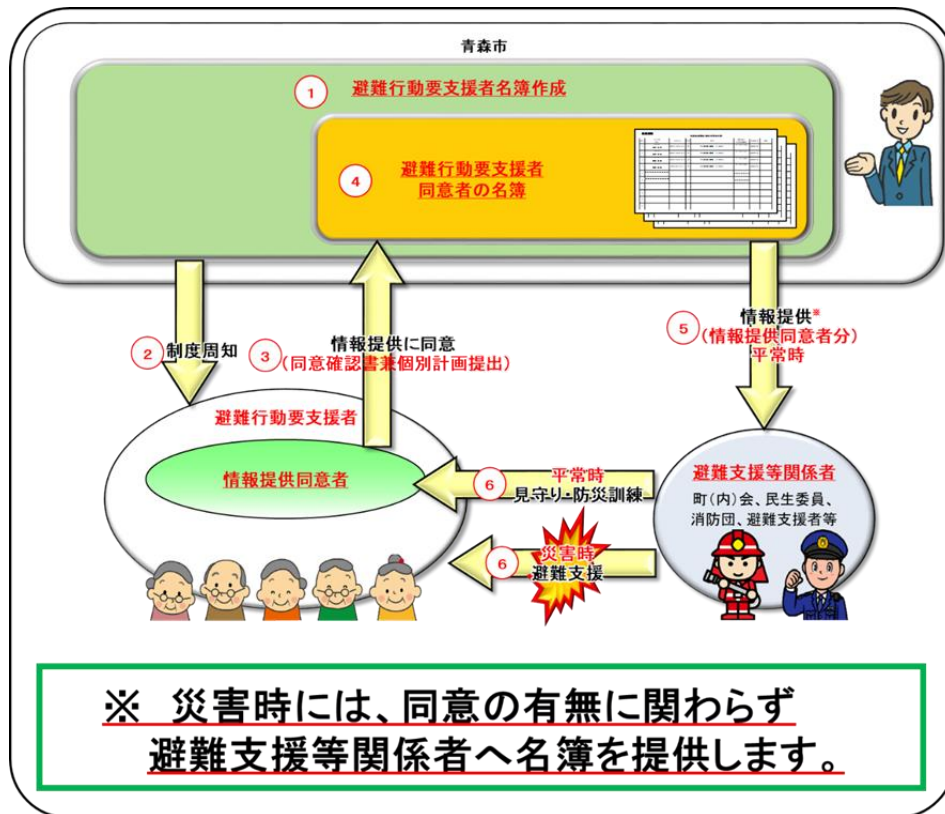 青森市
① 避難行動要支援者名簿作成
④ 避難行動要支援者
同意者の名簿
② 制度周知
③ 情報提供に同意
(同意確認書兼個別計画提出)
⑤ 情報提供※
(情報提供同意者分)
平常時
避難行動要支援者
情報提供同意者
⑥ 平常時
見守り・防災訓練
⑥ 災害時
避難支援
避難支援等関係者
町(内)会、民生委員、
消防団、避難支援者等
※ 災害時には、同意の有無に関わらず
避難支援等関係者へ名簿を提供します。